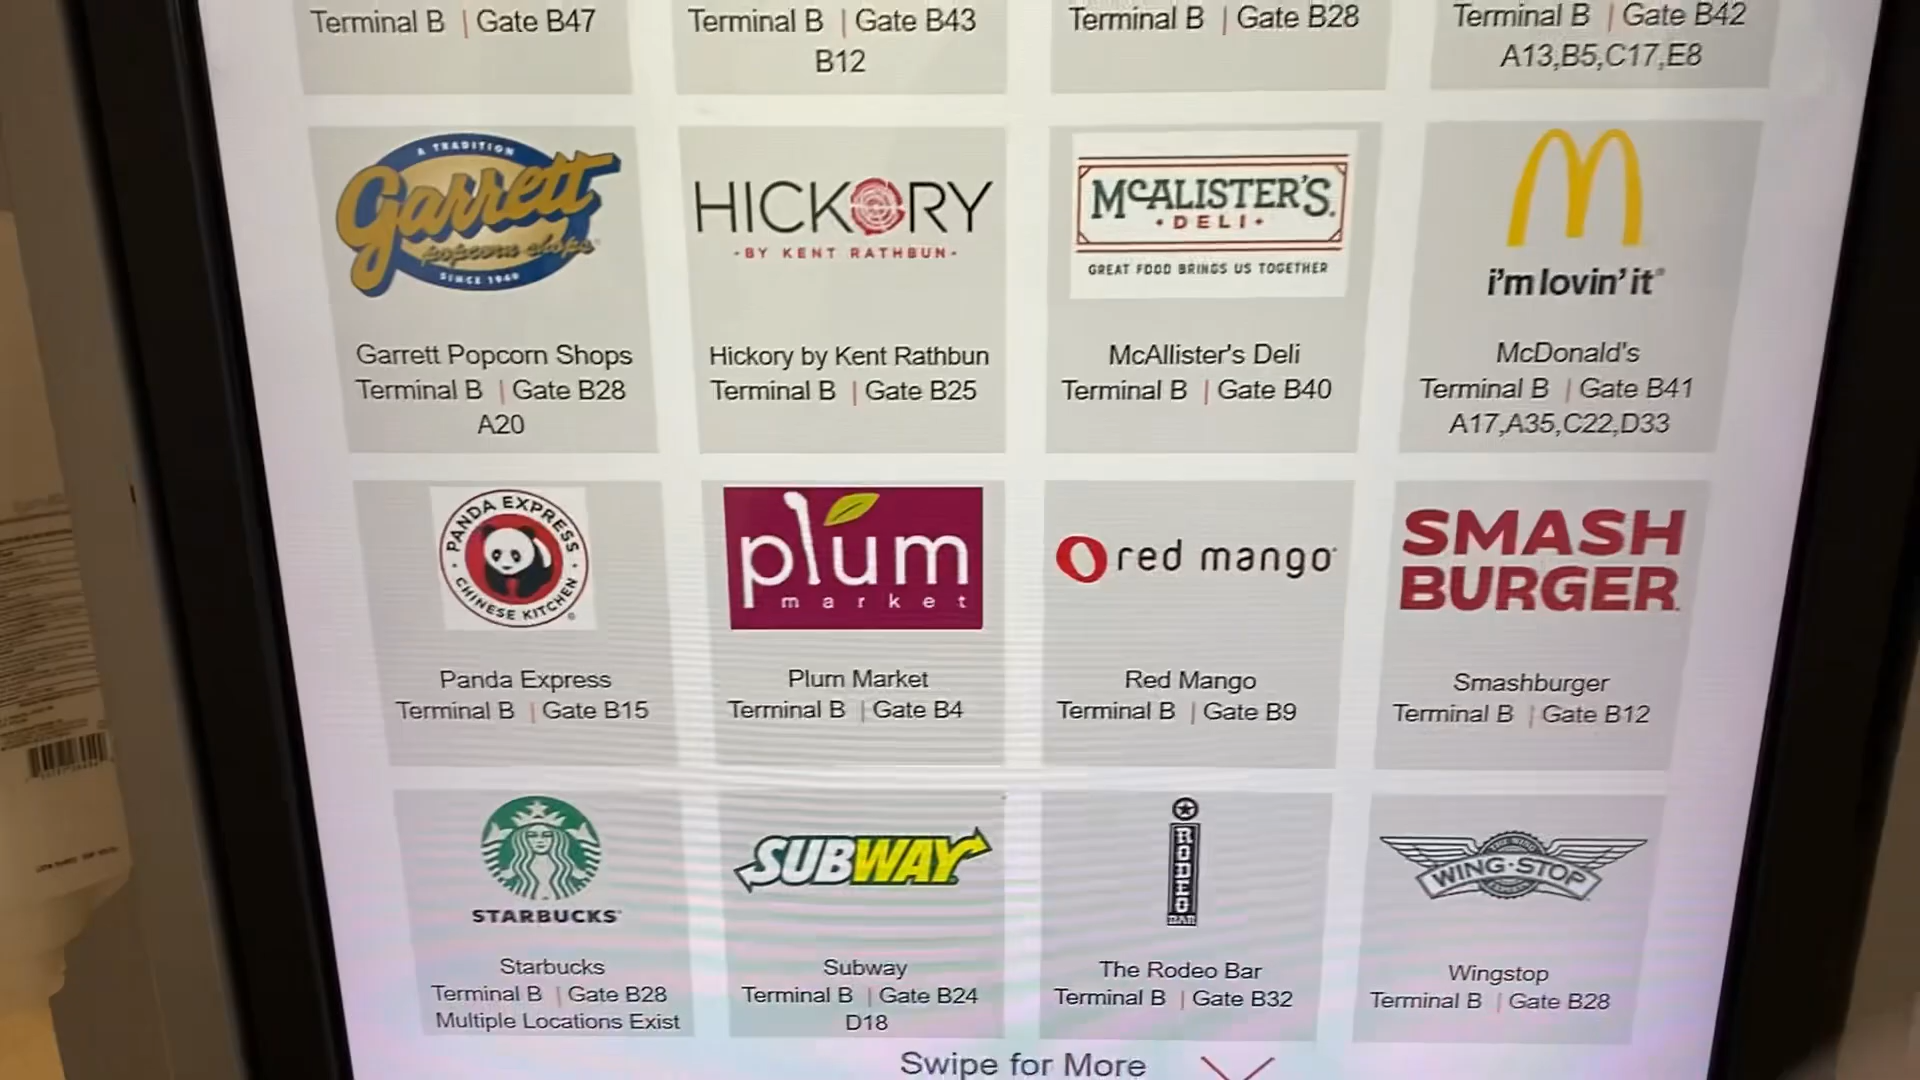 Terminal B | Gate B47
Terminal B | Gate B43
B12
Terminal B | Gate B28
Terminal B | Gate B42
A13,B5,C17,E8
A TRADITION
Garrett
popcorn shops
SINCE 1949
Garrett Popcorn Shops
Terminal B | Gate B28
A20
HICKORY
-BY KENT RATHBUN-
Hickory by Kent Rathbun
Terminal B | Gate B25
McALISTER'S
•DELI•
GREAT FOOD BRINGS US TOGETHER
McAllister's Deli
Terminal B | Gate B40
i'm lovin' it®
McDonald's
Terminal B | Gate B41
A17,A35,C22,D33
PANDA EXPRESS
CHINESE KITCHEN
Panda Express
Terminal B | Gate B15
plum
market
Plum Market
Terminal B | Gate B4
red mango
Red Mango
Terminal B | Gate B9
SMASH
BURGER
Smashburger
Terminal B | Gate B12
STARBUCKS
Starbucks
Terminal B | Gate B28
Multiple Locations Exist
SUBWAY
Subway
Terminal B | Gate B24
D18
RODEO
BAR
The Rodeo Bar
Terminal B | Gate B32
WING·STOP
Wingstop
Terminal B | Gate B28
Swipe for More